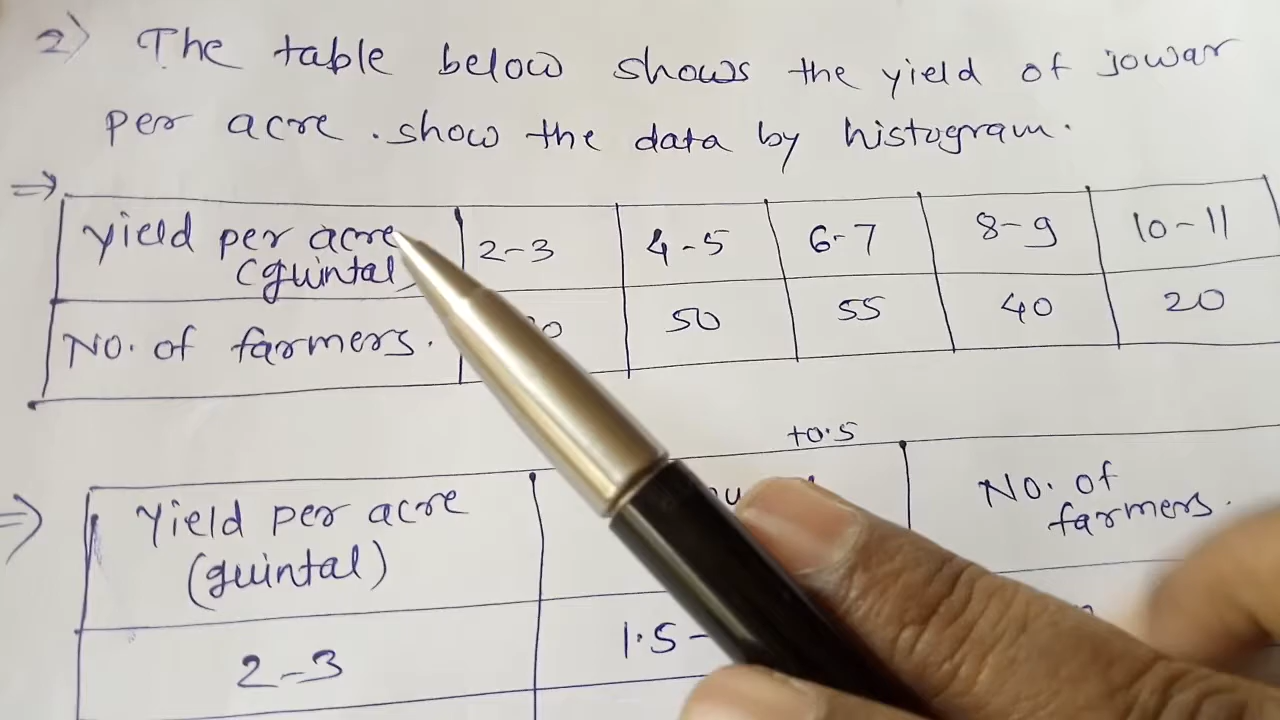 2) The table below shows the yield of jowar
per acre. show the data by histogram.
⇒ Yield per acre 2-3 4-5 6-7 8-9 10-11
(quintal)
No. of farmers. 50 55 40 20
to.5
⇒ Yield per acre No. of
(quintal) farmers.
2-3 1.5-